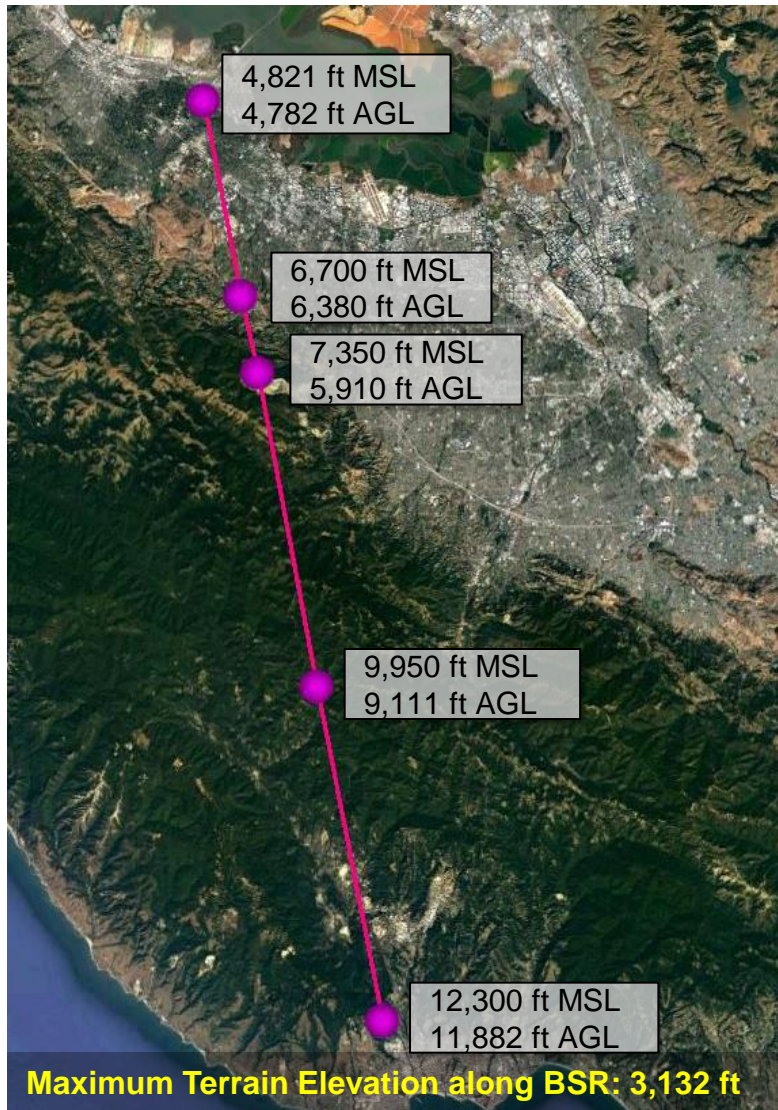 4,821 ft MSL
4,782 ft AGL
6,700 ft MSL
6,380 ft AGL
7,350 ft MSL
5,910 ft AGL
9,950 ft MSL
9,111 ft AGL
12,300 ft MSL
11,882 ft AGL
Maximum Terrain Elevation along BSR: 3,132 ft